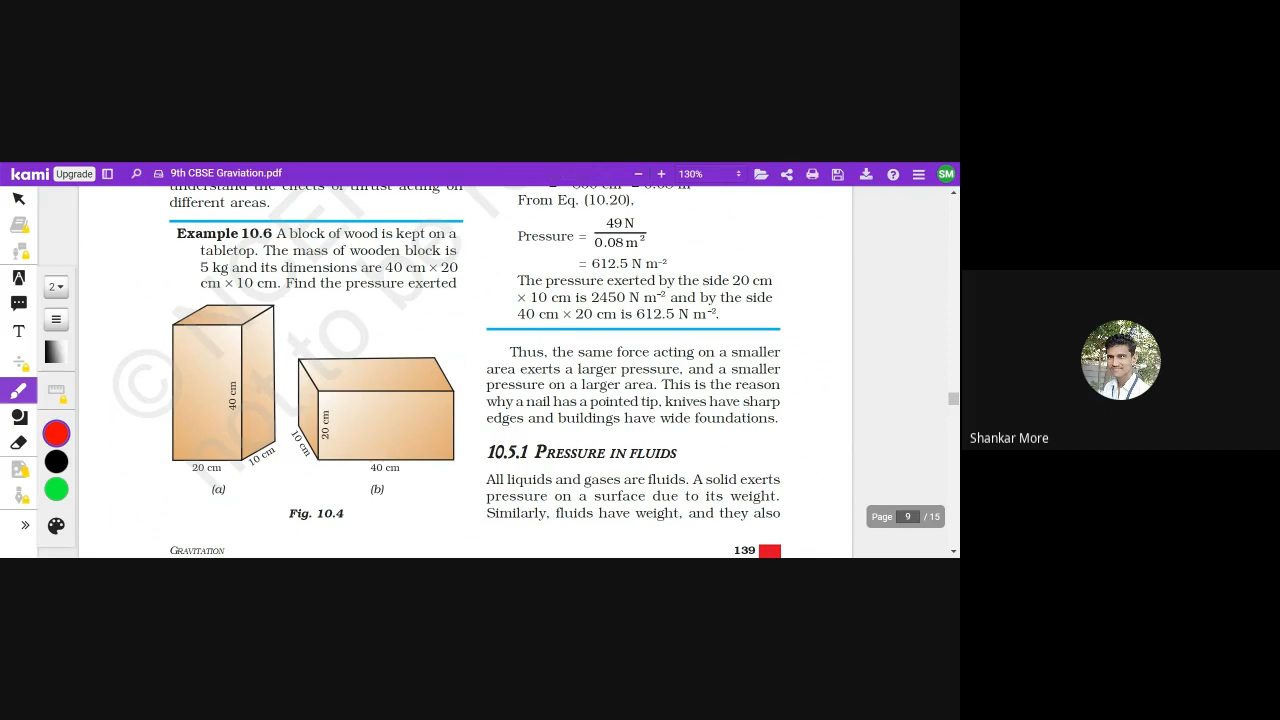 kami Upgrade 9th CBSE Graviation.pdf 130% SM
understand the effects of thrust acting on
different areas.
Example 10.6 A block of wood is kept on a
tabletop. The mass of wooden block is
5 kg and its dimensions are 40 cm × 20
cm × 10 cm. Find the pressure exerted
40 cm
20 cm
10 cm
(a)
20 cm
10 cm
40 cm
(b)
Fig. 10.4
GRAVITATION
From Eq. (10.20),
Pressure = 49 N / 0.08 m²
= 612.5 N m⁻²
The pressure exerted by the side 20 cm
× 10 cm is 2450 N m⁻² and by the side
40 cm × 20 cm is 612.5 N m⁻².
Thus, the same force acting on a smaller
area exerts a larger pressure, and a smaller
pressure on a larger area. This is the reason
why a nail has a pointed tip, knives have sharp
edges and buildings have wide foundations.
10.5.1 PRESSURE IN FLUIDS
All liquids and gases are fluids. A solid exerts
pressure on a surface due to its weight.
Similarly, fluids have weight, and they also
139
Page 9 / 15
2
T
Shankar More